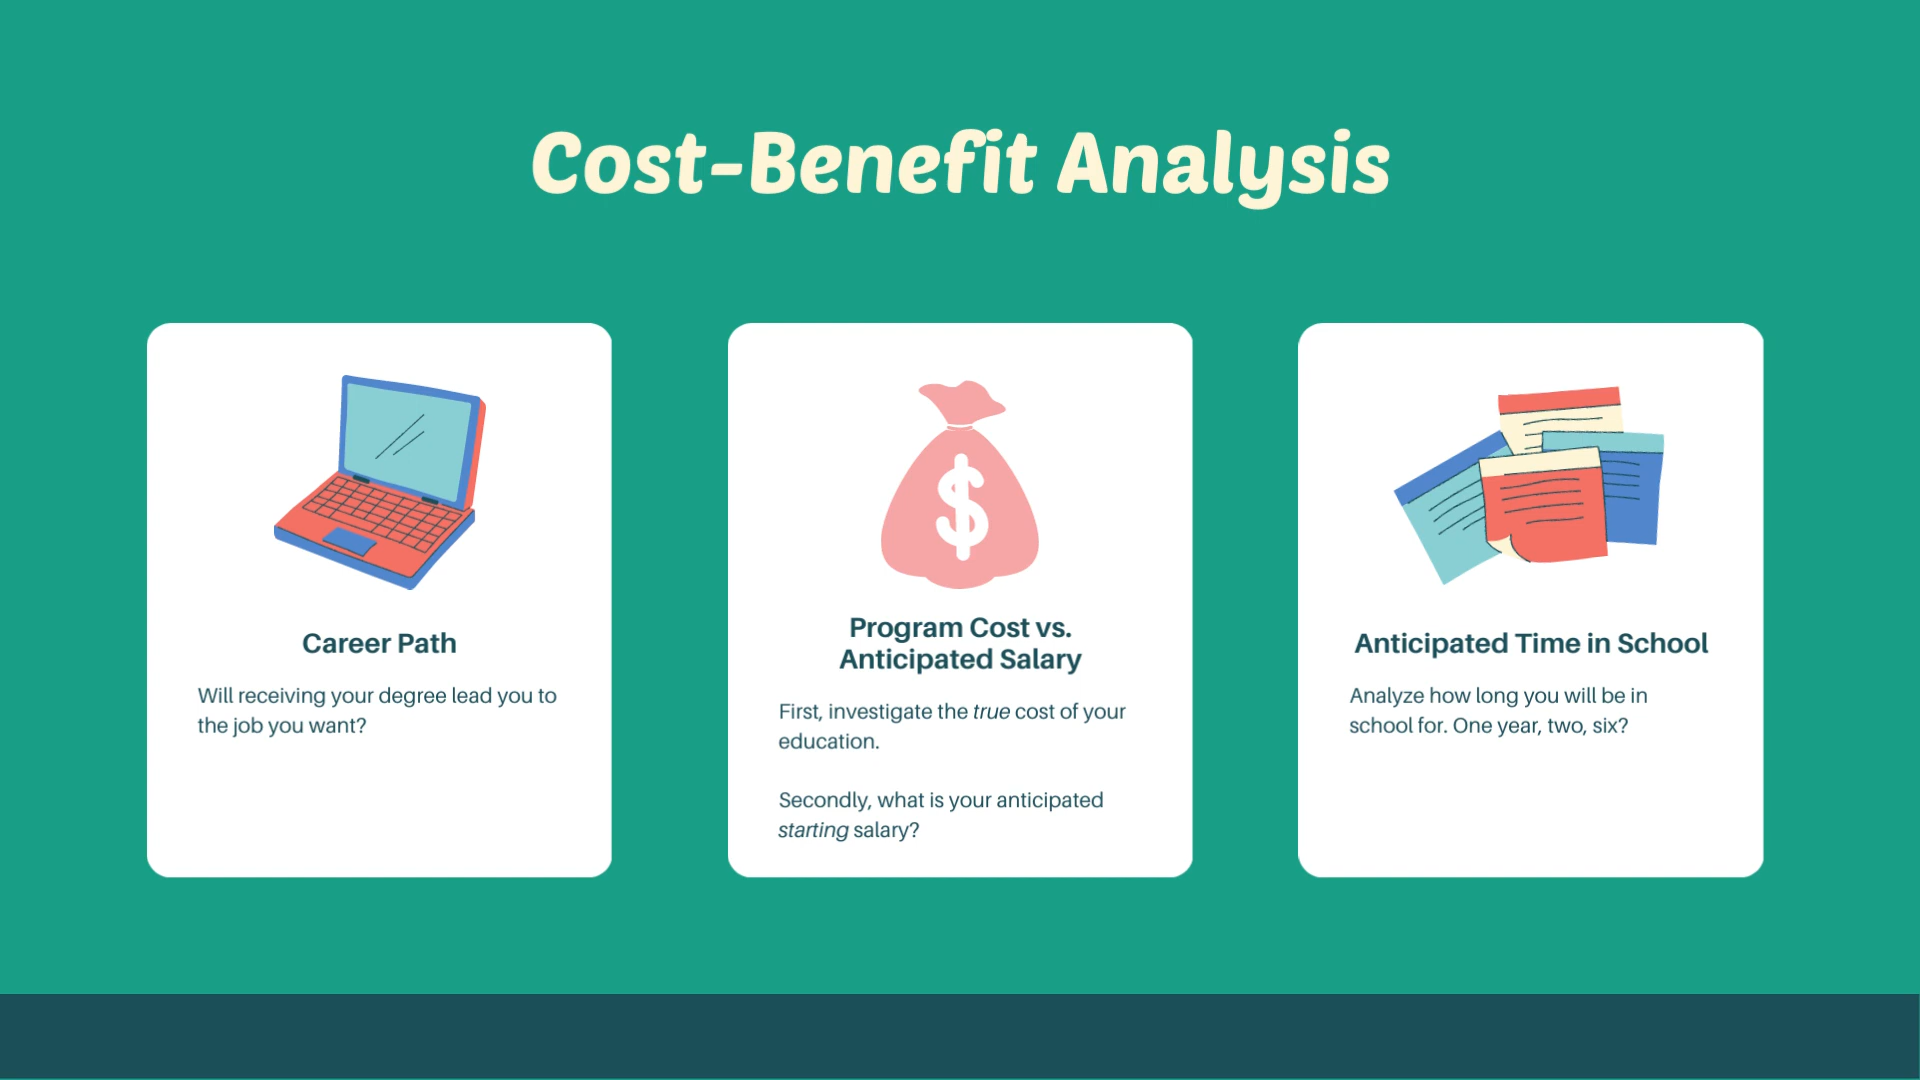 Cost-Benefit Analysis
Career Path
Will receiving your degree lead you to
the job you want?
Program Cost vs.
Anticipated Salary
First, investigate the true cost of your
education.
Secondly, what is your anticipated
starting salary?
Anticipated Time in School
Analyze how long you will be in
school for. One year, two, six?